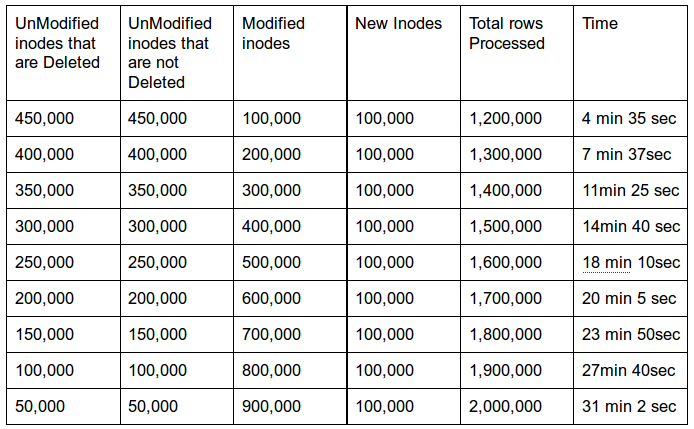 UnModified inodes that are Deleted UnModified inodes that are not Deleted Modified inodes New Inodes Total rows Processed Time
450,000 450,000 100,000 100,000 1,200,000 4 min 35 sec
400,000 400,000 200,000 100,000 1,300,000 7 min 37sec
350,000 350,000 300,000 100,000 1,400,000 11min 25 sec
300,000 300,000 400,000 100,000 1,500,000 14min 40 sec
250,000 250,000 500,000 100,000 1,600,000 18 min 10sec
200,000 200,000 600,000 100,000 1,700,000 20 min 5 sec
150,000 150,000 700,000 100,000 1,800,000 23 min 50sec
100,000 100,000 800,000 100,000 1,900,000 27min 40sec
50,000 50,000 900,000 100,000 2,000,000 31 min 2 sec